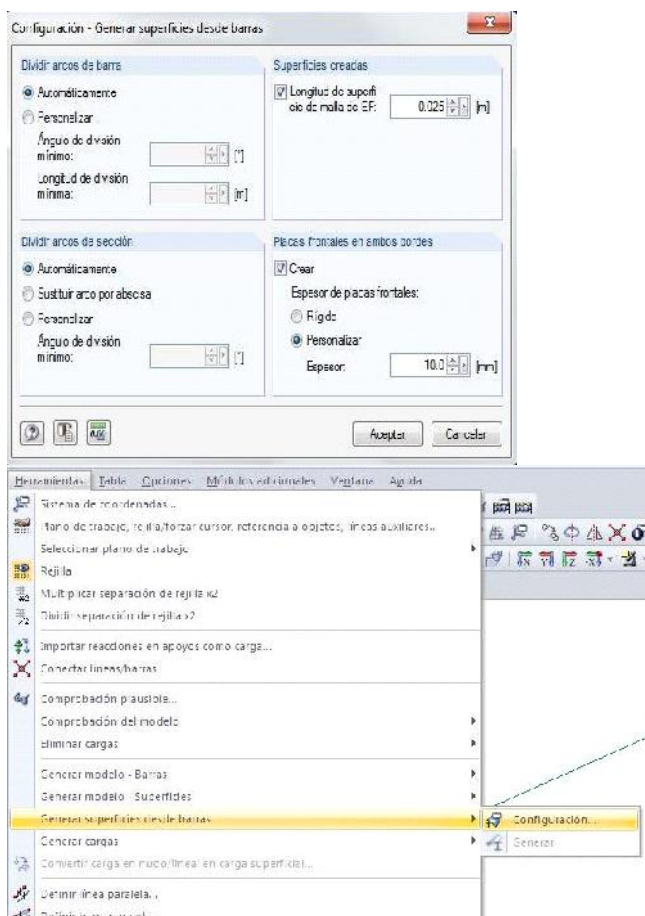 Configuración - Generar superficies desde barras
Dividir arcos de barra
Automáticamente
Personalizar
Ángulo de división
mínimo:
[°]
Longitud de división
mínima:
[m]
Superficies creadas
Longitud de superfi
cie de malla de EF:
0.025
[m]
Dividir arcos de sección
Automáticamente
Sustituir arco por abscisa
Personalizar
Ángulo de división
mínimo:
[°]
Placas frontales en ambos bordes
Crear
Espesor de placas frontales:
Rígido
Personalizar
Espesor:
10.0
[mm]
Aceptar
Cancelar
Herramientas Tabla Opciones Módulos adicionales Ventana Ayuda
Sistema de coordenadas...
Plano de trabajo, rejilla/forzar cursor, referencia a objetos, líneas auxiliares...
Seleccionar plano de trabajo
Rejilla
Multiplicar separación de rejilla x2
Dividir separación de rejilla x2
Importar reacciones en apoyos como carga...
Conectar líneas/barras
Comprobación plausible...
Comprobación del modelo
Eliminar cargas
Generar modelo - Barras
Generar modelo - Superficies
Generar superficies desde barras
Configuración...
Generar cargas
Generar
Convertir carga en nudo/lineal en carga superficial...
Definir línea paralela...